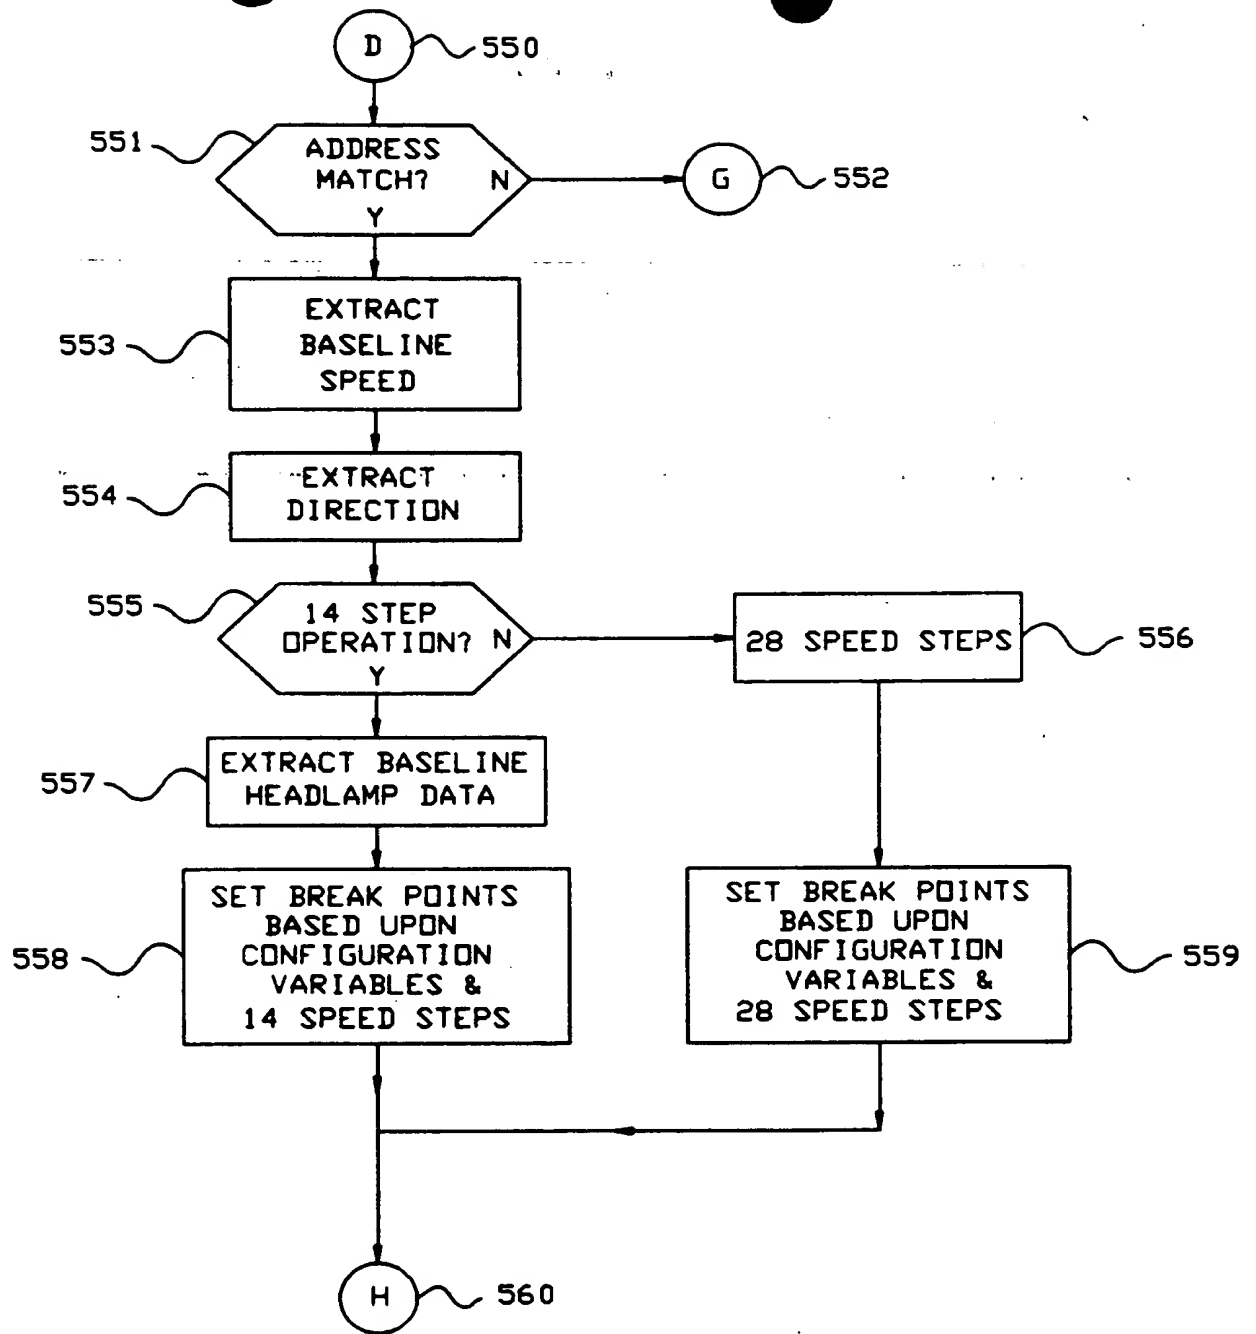 D
550
551
ADDRESS
MATCH?
N
Y
G
552
553
EXTRACT
BASELINE
SPEED
554
EXTRACT
DIRECTION
555
14 STEP
OPERATION?
N
Y
28 SPEED STEPS
556
557
EXTRACT BASELINE
HEADLAMP DATA
558
SET BREAK POINTS
BASED UPON
CONFIGURATION
VARIABLES &
14 SPEED STEPS
SET BREAK POINTS
BASED UPON
CONFIGURATION
VARIABLES &
28 SPEED STEPS
559
H
560